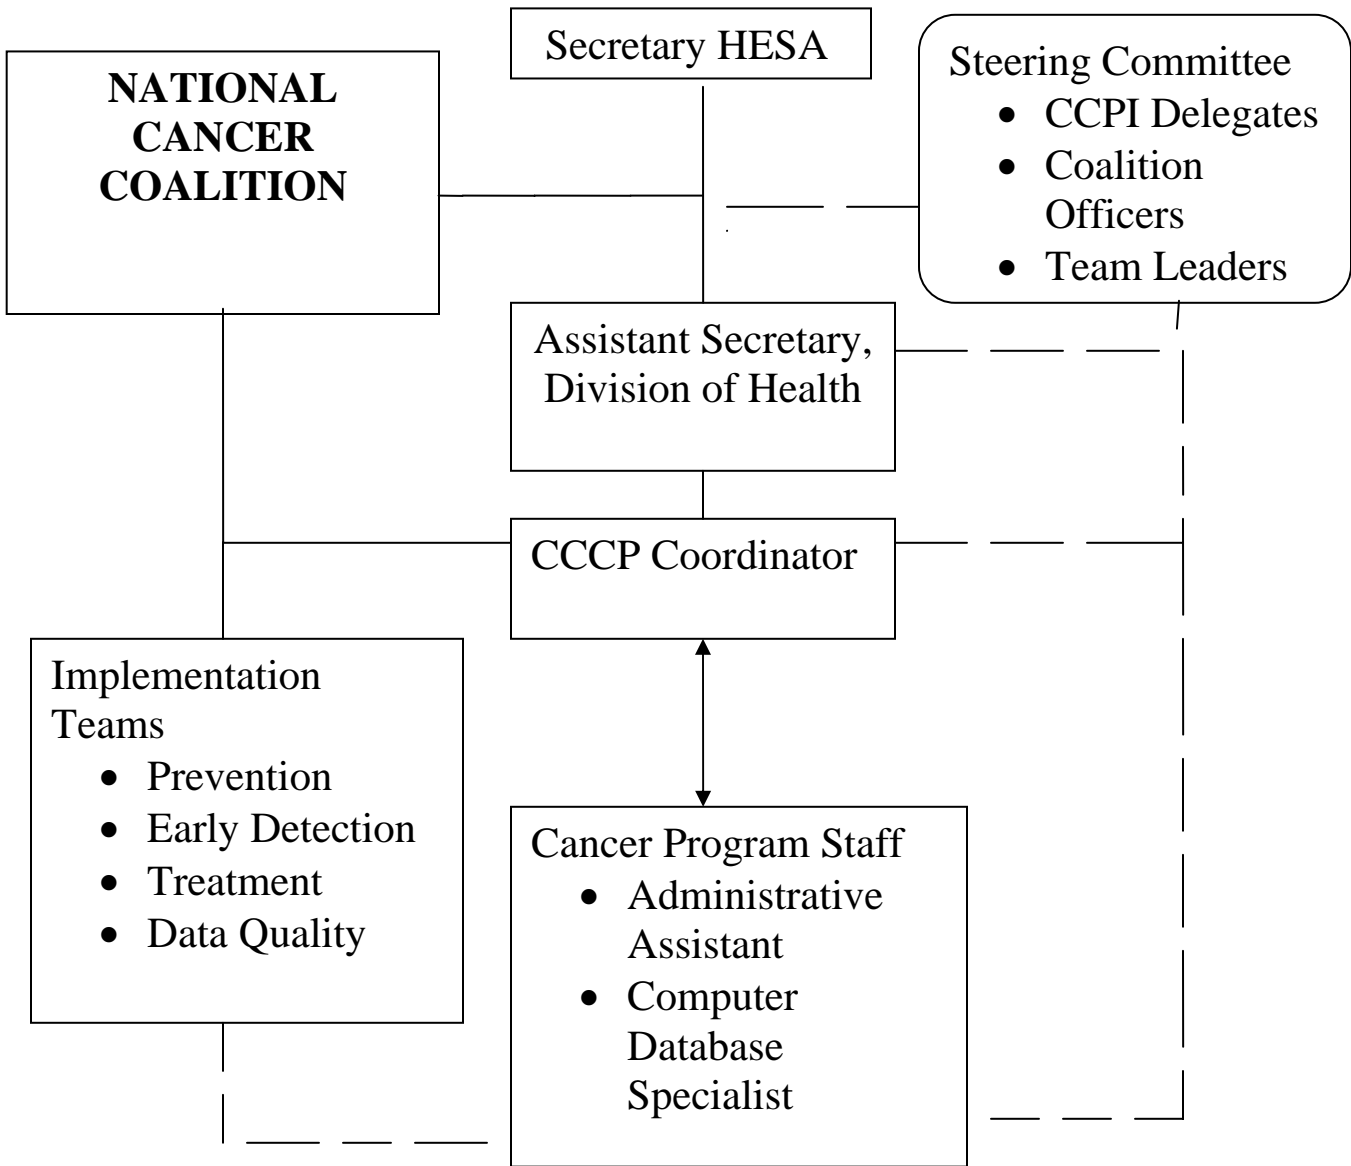 Secretary HESA
NATIONAL
CANCER
COALITION
Steering Committee
• CCPI Delegates
• Coalition
Officers
• Team Leaders
Assistant Secretary,
Division of Health
CCCP Coordinator
Implementation
Teams
• Prevention
• Early Detection
• Treatment
• Data Quality
Cancer Program Staff
• Administrative
Assistant
• Computer
Database
Specialist